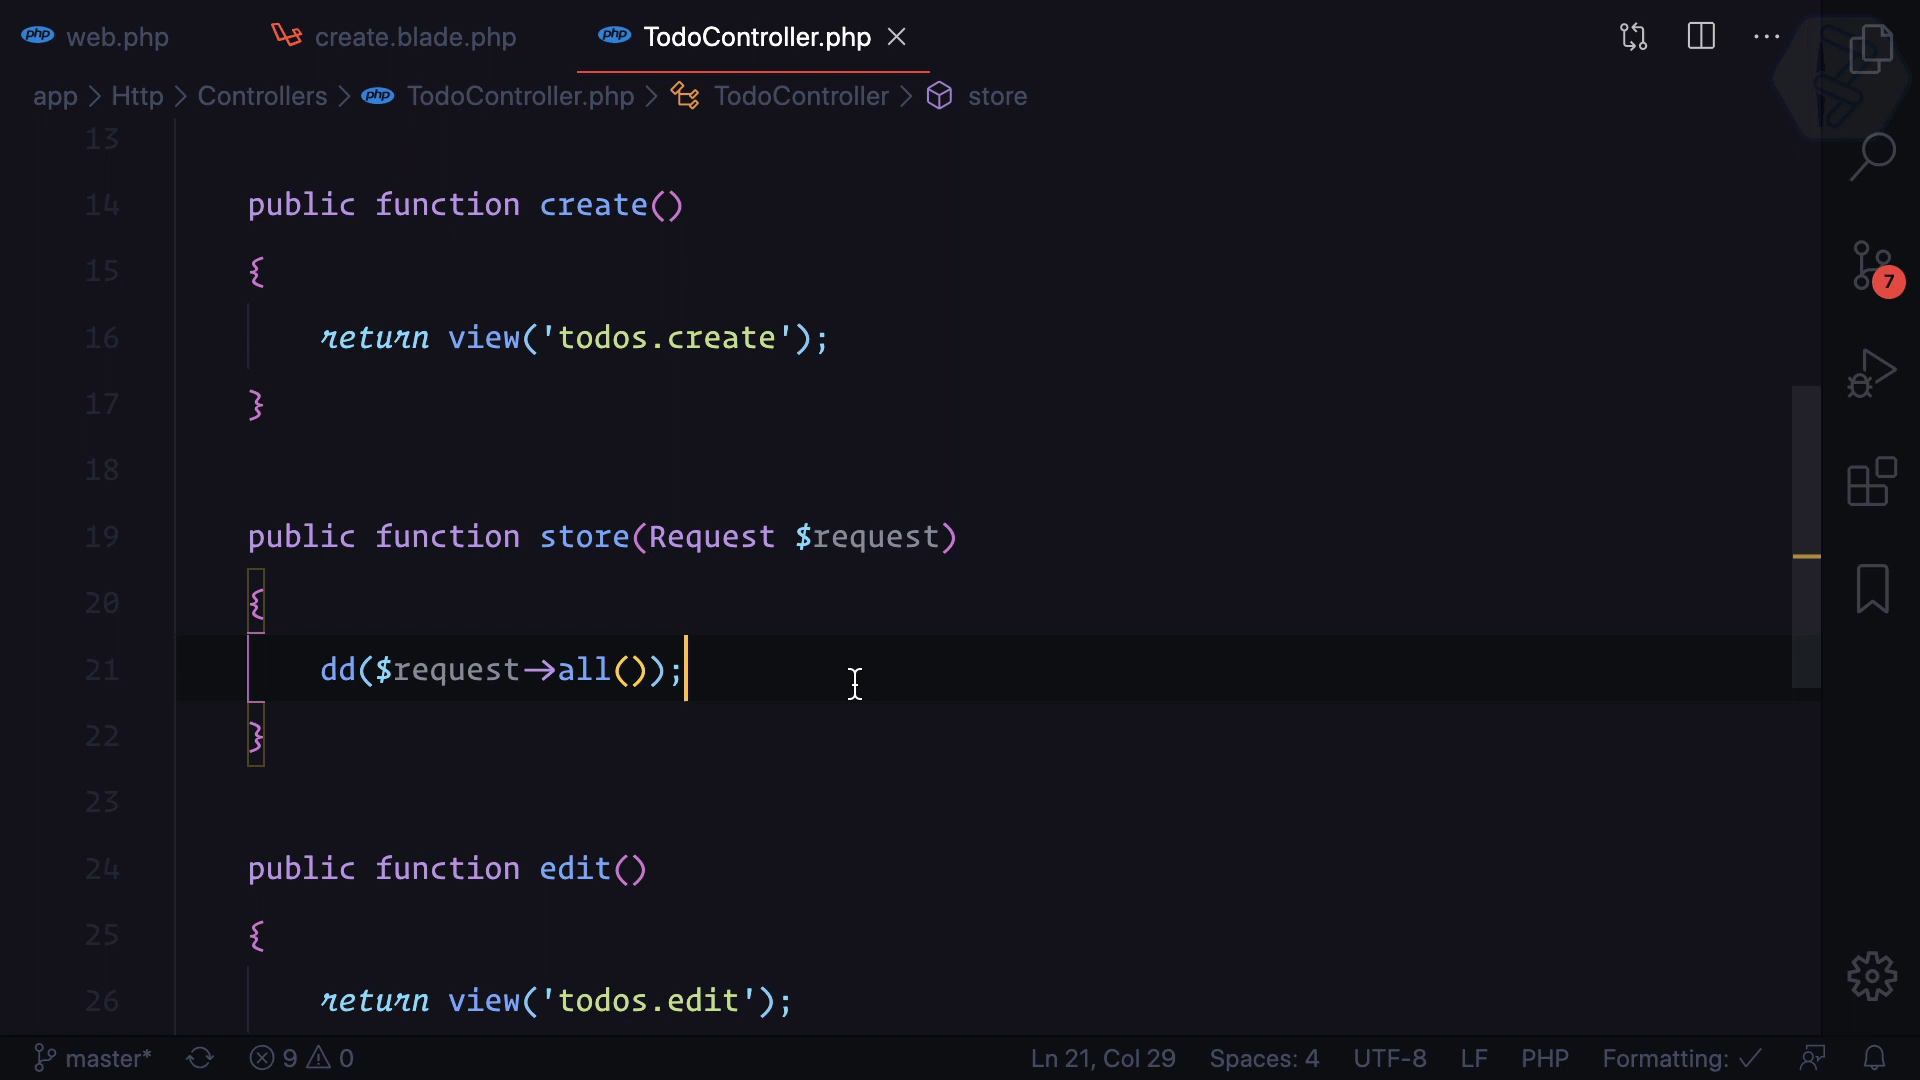 php web.php create.blade.php php TodoController.php
app > Http > Controllers > php TodoController.php > TodoController > store
13
14 public function create()
15 {
16 return view('todos.create');
17 }
18
19 public function store(Request $request)
20 {
21 dd($request->all());
22 }
23
24 public function edit()
25 {
26 return view('todos.edit');
7
master* 9 0 Ln 21, Col 29 Spaces: 4 UTF-8 LF PHP Formatting: ✓